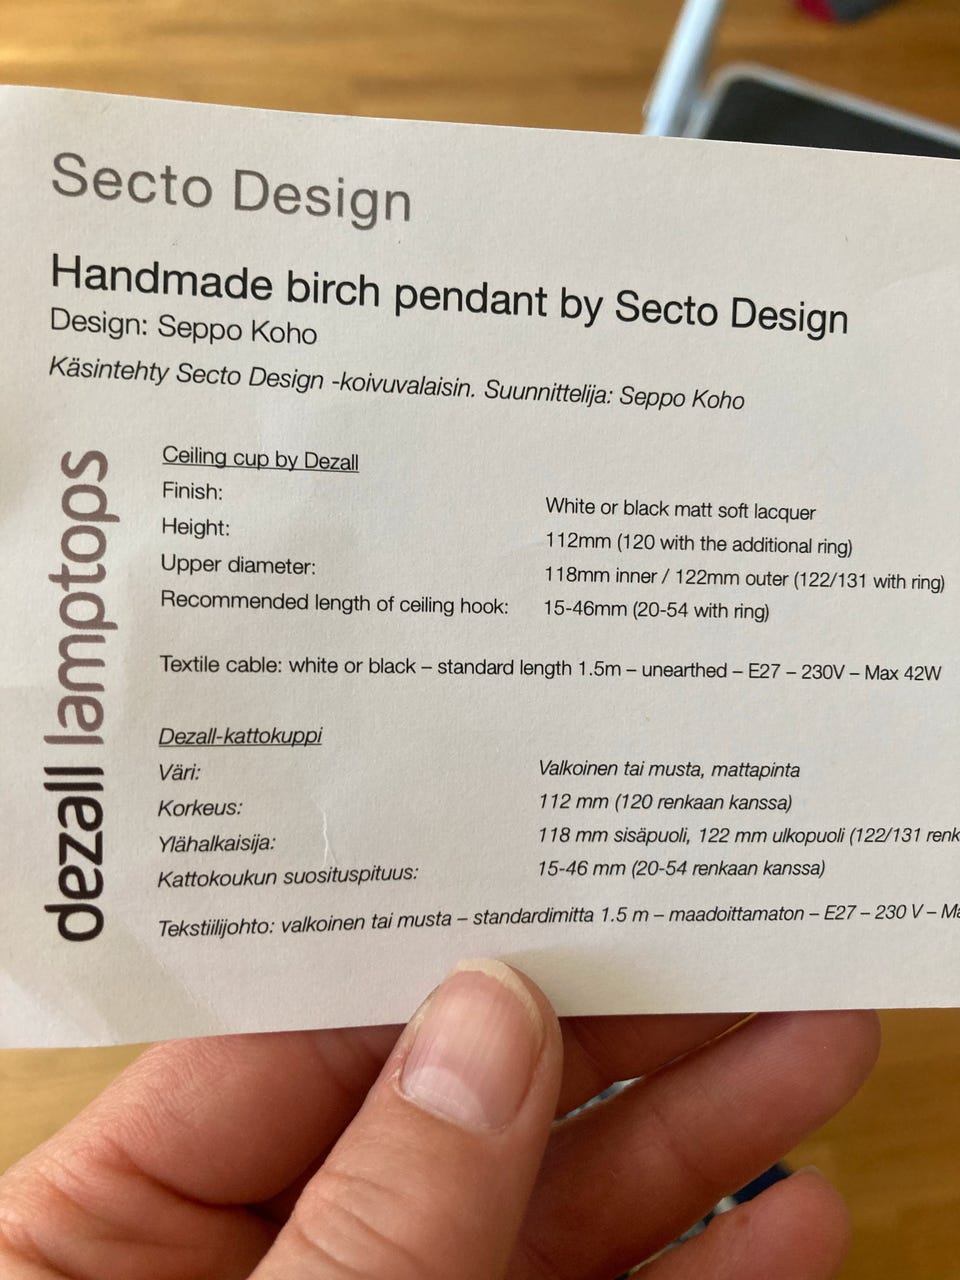 Secto Design
Handmade birch pendant by Secto Design
Design: Seppo Koho
Käsintehty Secto Design -koivuvalaisin. Suunnittelija: Seppo Koho
dezall lamptops
Ceiling cup by Dezall
Finish: White or black matt soft lacquer
Height: 112mm (120 with the additional ring)
Upper diameter: 118mm inner / 122mm outer (122/131 with ring)
Recommended length of ceiling hook: 15-46mm (20-54 with ring)
Textile cable: white or black – standard length 1.5m – unearthed – E27 – 230V – Max 42W
Dezall-kattokuppi
Väri: Valkoinen tai musta, mattapinta
Korkeus: 112 mm (120 renkaan kanssa)
Ylähalkaisija: 118 mm sisäpuoli, 122 mm ulkopuoli (122/131 renk
Kattokoukun suosituspituus: 15-46 mm (20-54 renkaan kanssa)
Tekstiilijohto: valkoinen tai musta – standardimitta 1.5 m – maadoittamaton – E27 – 230 V –